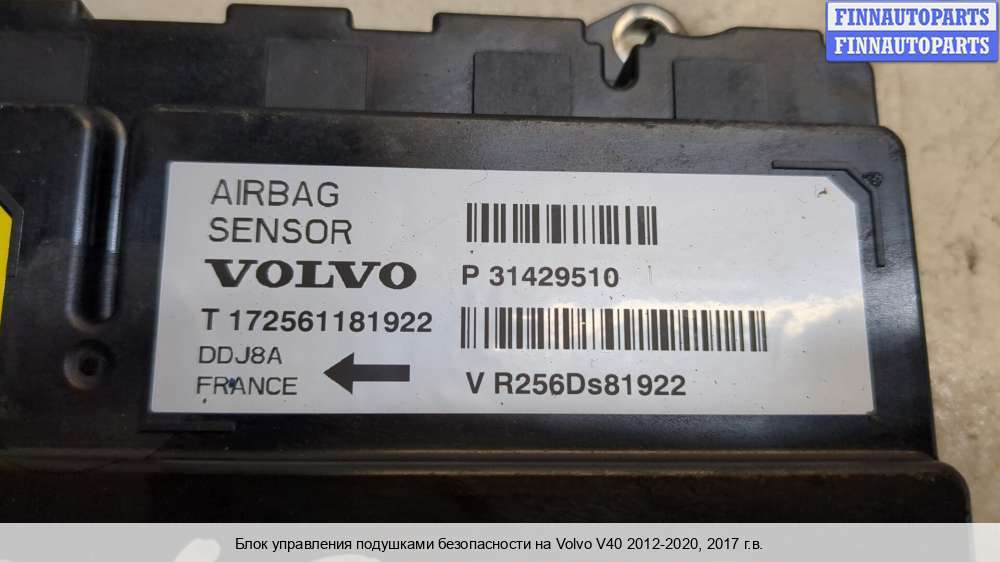 FINNAUTOPARTS
FINNAUTOPARTS
AIRBAG
SENSOR
VOLVO
P 31429510
T 172561181922
DDJ8A
FRANCE
V R256Ds81922
Блок управления подушками безопасности на Volvo V40 2012-2020, 2017 г.в.